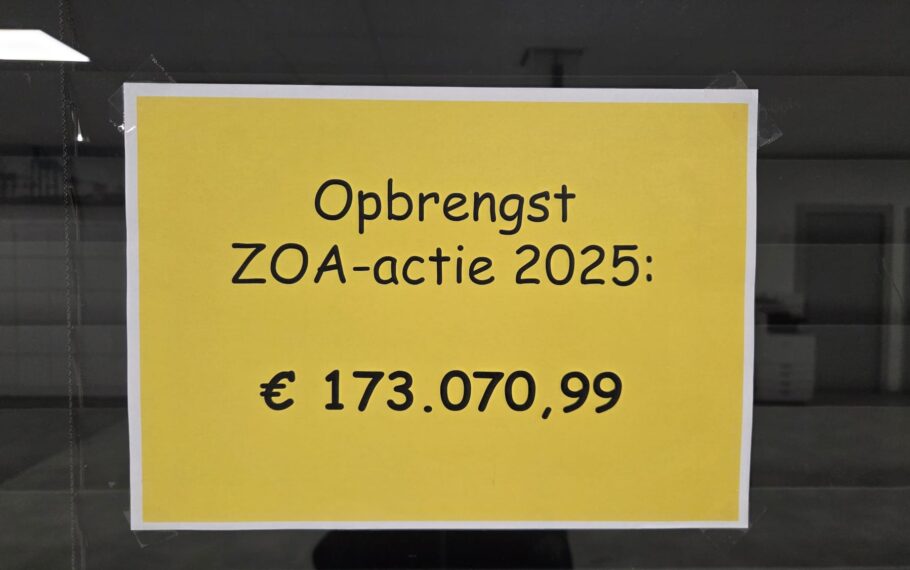 Opbrengst
ZOA-actie 2025:
€ 173.070,99